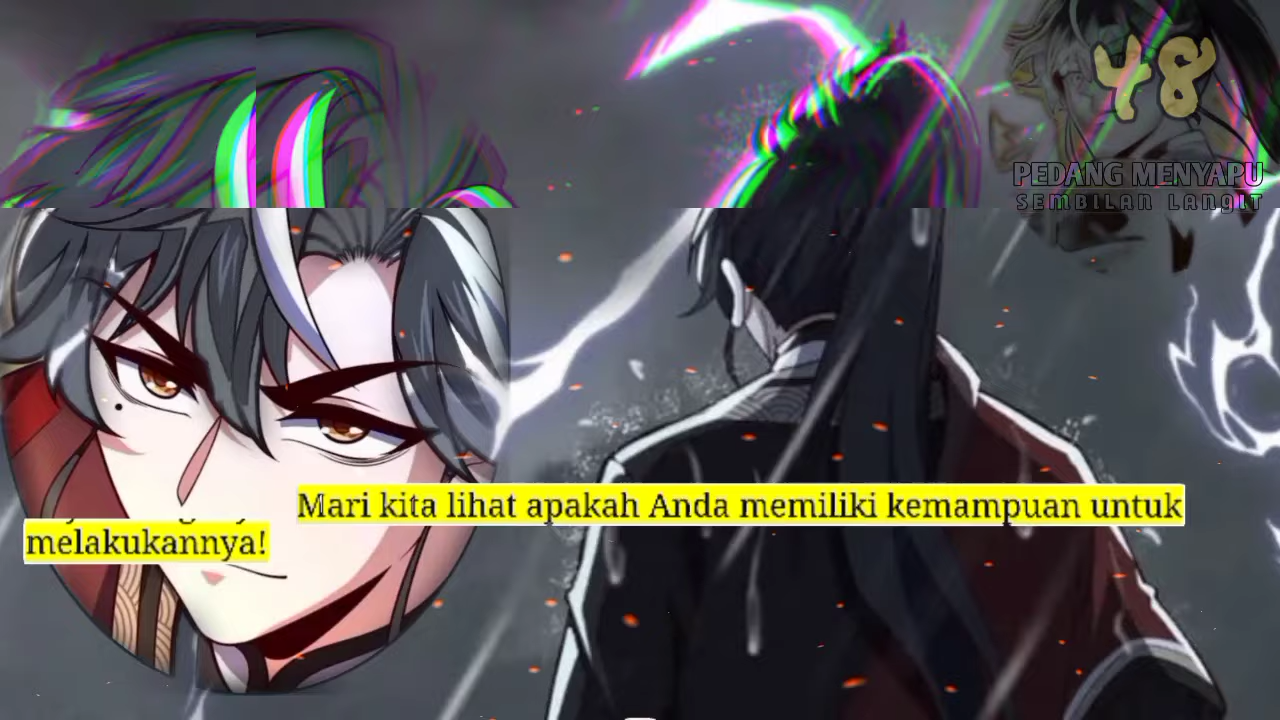 48
PEDANG MENYAPU
SEMBILAN LANGIT
Mari kita lihat apakah Anda memiliki kemampuan untuk
melakukannya!